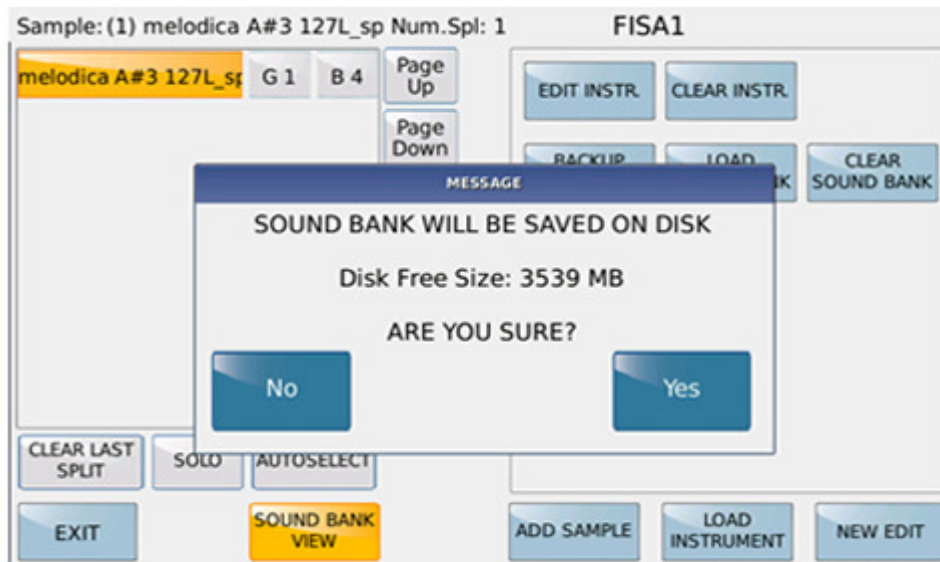 Sample: (1) melodica A#3 127L_sp Num.Spl: 1
FISA1
melodica A#3 127L_sp
G 1
B 4
Page
Up
Page
Down
EDIT INSTR.
CLEAR INSTR.
BACKUP
LOAD
CLEAR
SOUND BANK
MESSAGE
SOUND BANK WILL BE SAVED ON DISK
Disk Free Size: 3539 MB
ARE YOU SURE?
No
Yes
CLEAR LAST
SPLIT
SOLO
AUTOSELECT
EXIT
SOUND BANK
VIEW
ADD SAMPLE
LOAD
INSTRUMENT
NEW EDIT